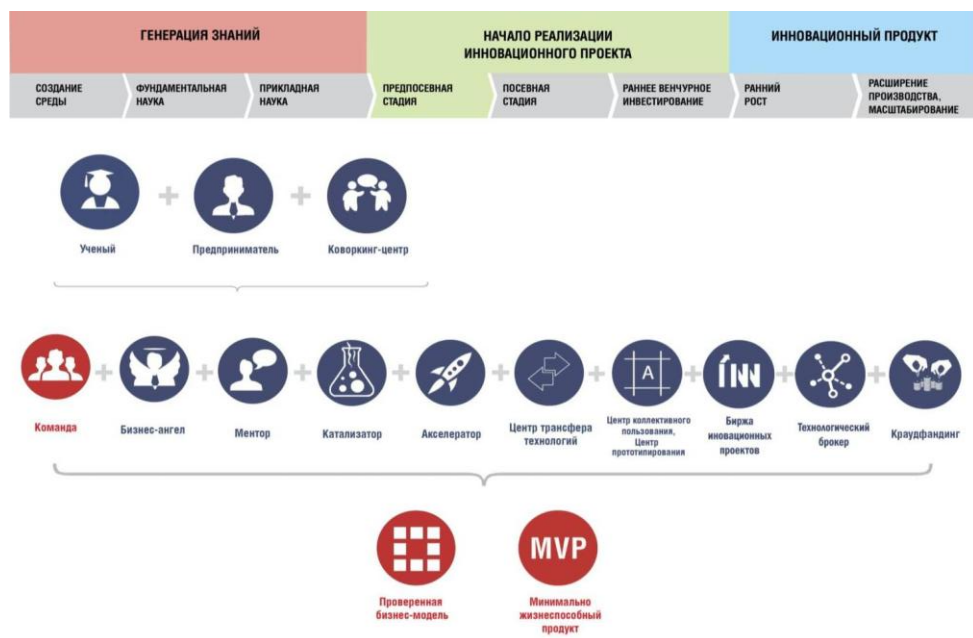 ГЕНЕРАЦИЯ ЗНАНИЙ
НАЧАЛО РЕАЛИЗАЦИИ
ИННОВАЦИОННОГО ПРОЕКТА
ИННОВАЦИОННЫЙ ПРОДУКТ
СОЗДАНИЕ
СРЕДЫ
ФУНДАМЕНТАЛЬНАЯ
НАУКА
ПРИКЛАДНАЯ
НАУКА
ПРЕДПОСЕВНАЯ
СТАДИЯ
ПОСЕВНАЯ
СТАДИЯ
РАННЕЕ ВЕНЧУРНОЕ
ИНВЕСТИРОВАНИЕ
РАННИЙ
РОСТ
РАСШИРЕНИЕ
ПРОИЗВОДСТВА,
МАСШТАБИРОВАНИЕ
Ученый
Предприниматель
Коворкинг-центр
Команда
Бизнес-ангел
Ментор
Катализатор
Акселератор
Центр трансфера
технологий
A
Центр коллективного
пользования,
Центр
прототипирования
INN
Биржа
иновационных
проектов
Технологический
брокер
Краудфандинг
Проверенная
бизнес-модель
MVP
Минимально
жизнеспособный
продукт